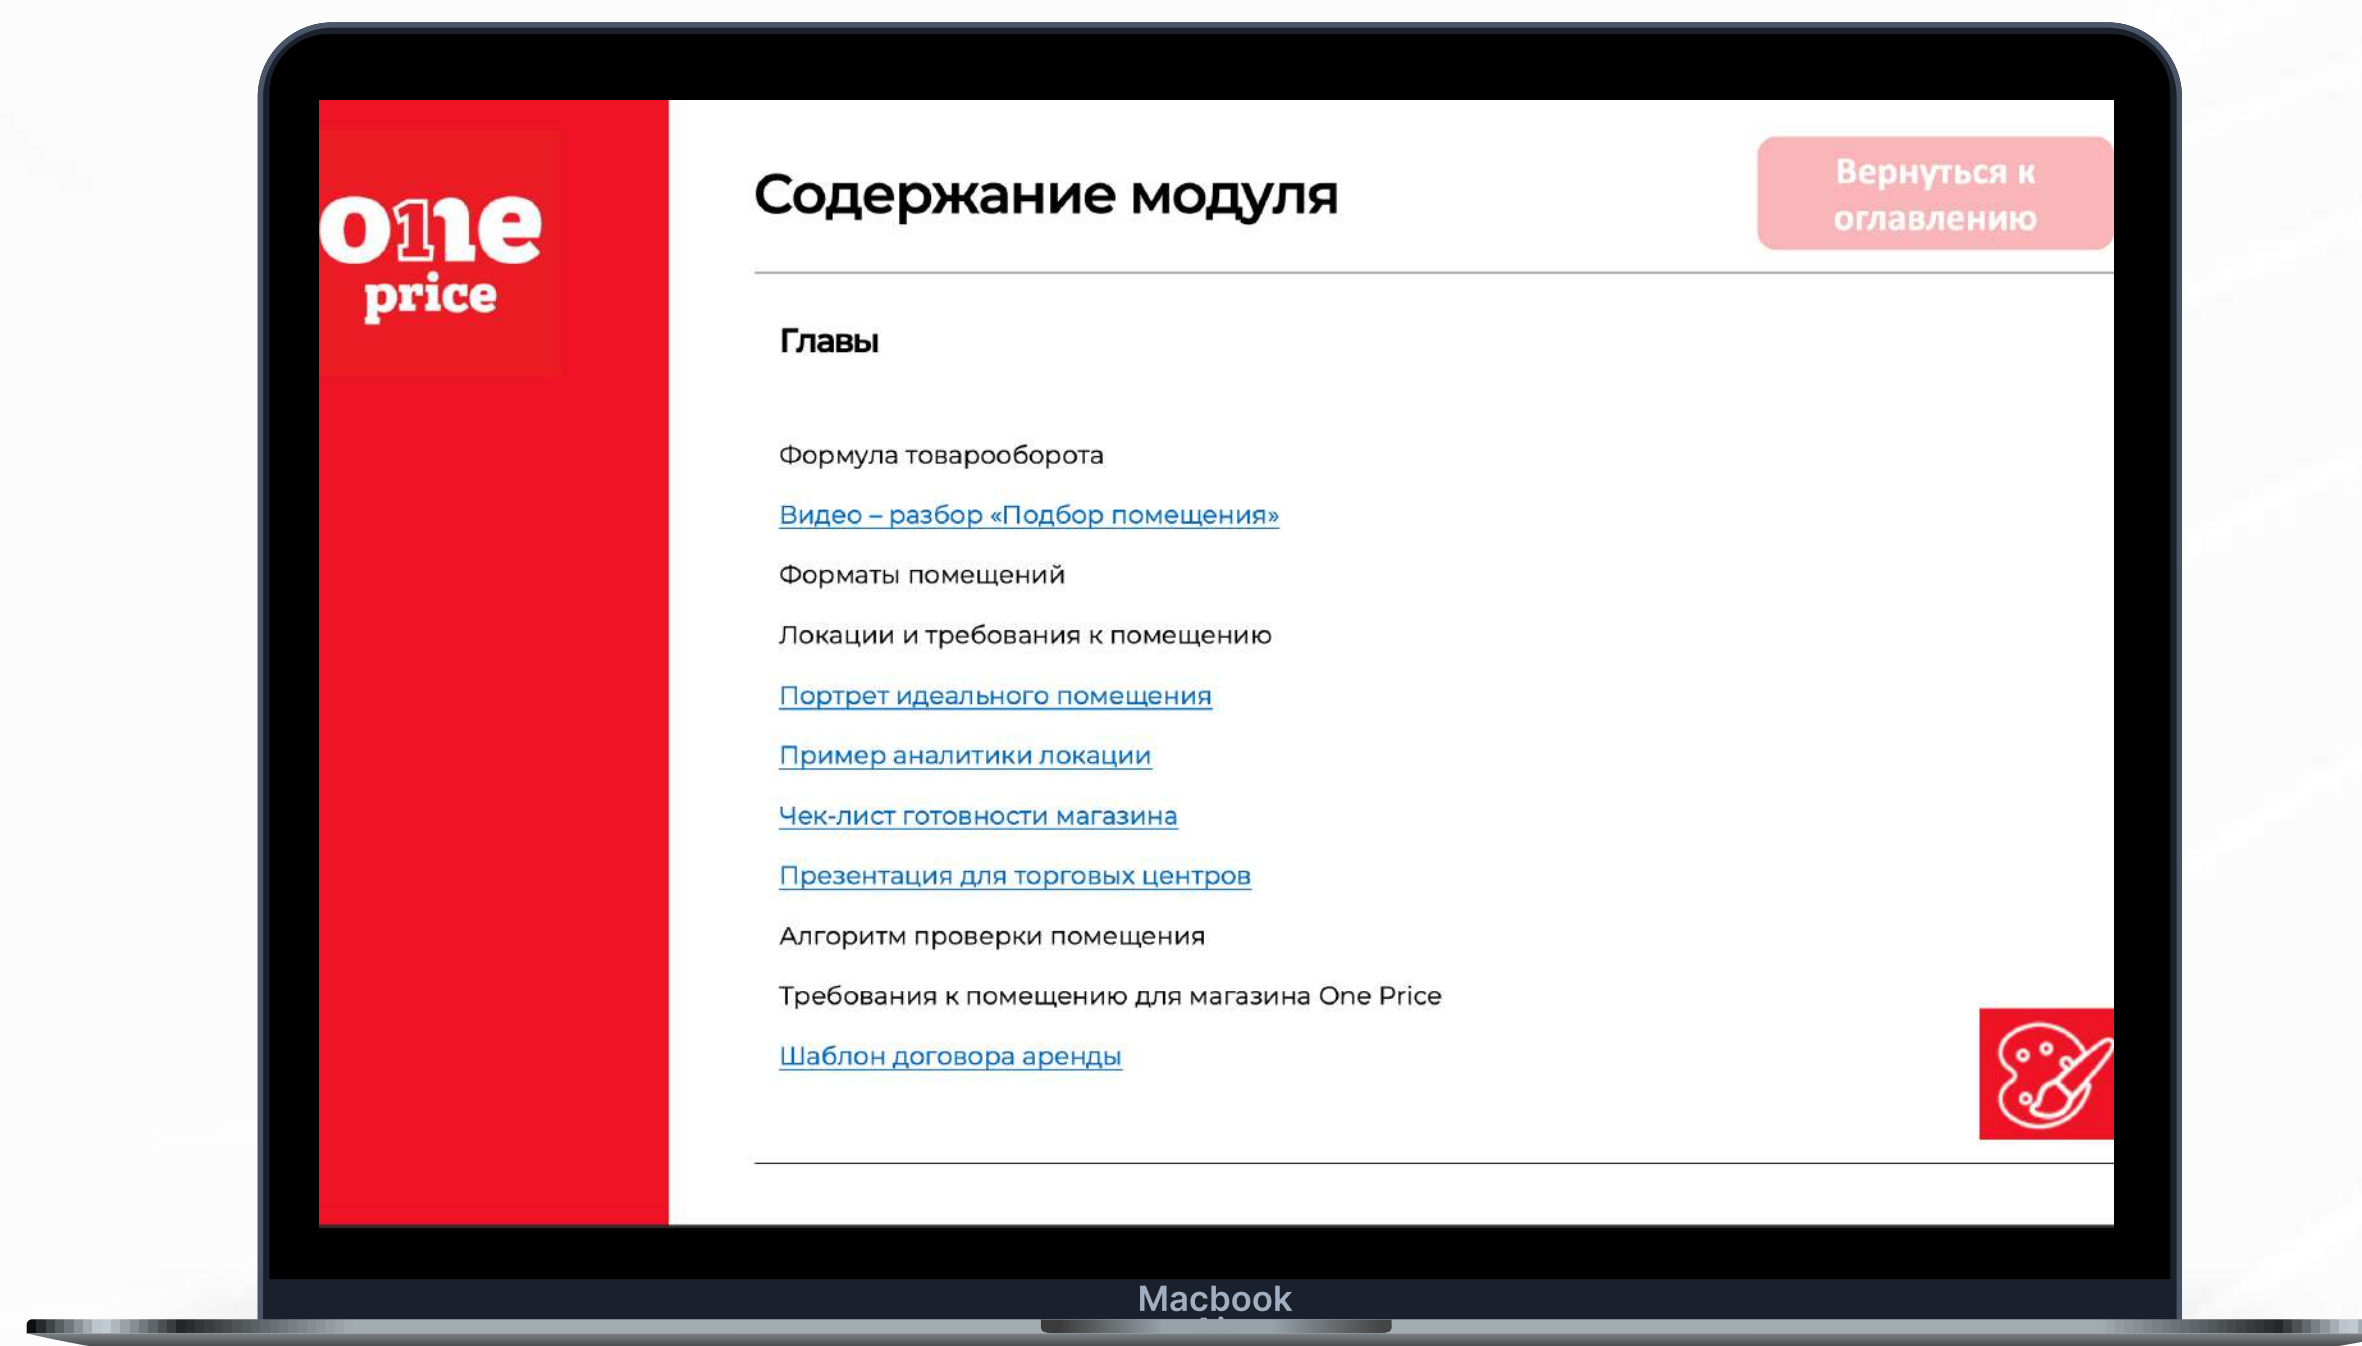 one
price
Содержание модуля
Вернуться к
оглавлению
Главы
Формула товарооборота
Видео – разбор «Подбор помещения»
Форматы помещений
Локации и требования к помещению
Портрет идеального помещения
Пример аналитики локации
Чек-лист готовности магазина
Презентация для торговых центров
Алгоритм проверки помещения
Требования к помещению для магазина One Price
Шаблон договора аренды
Macbook